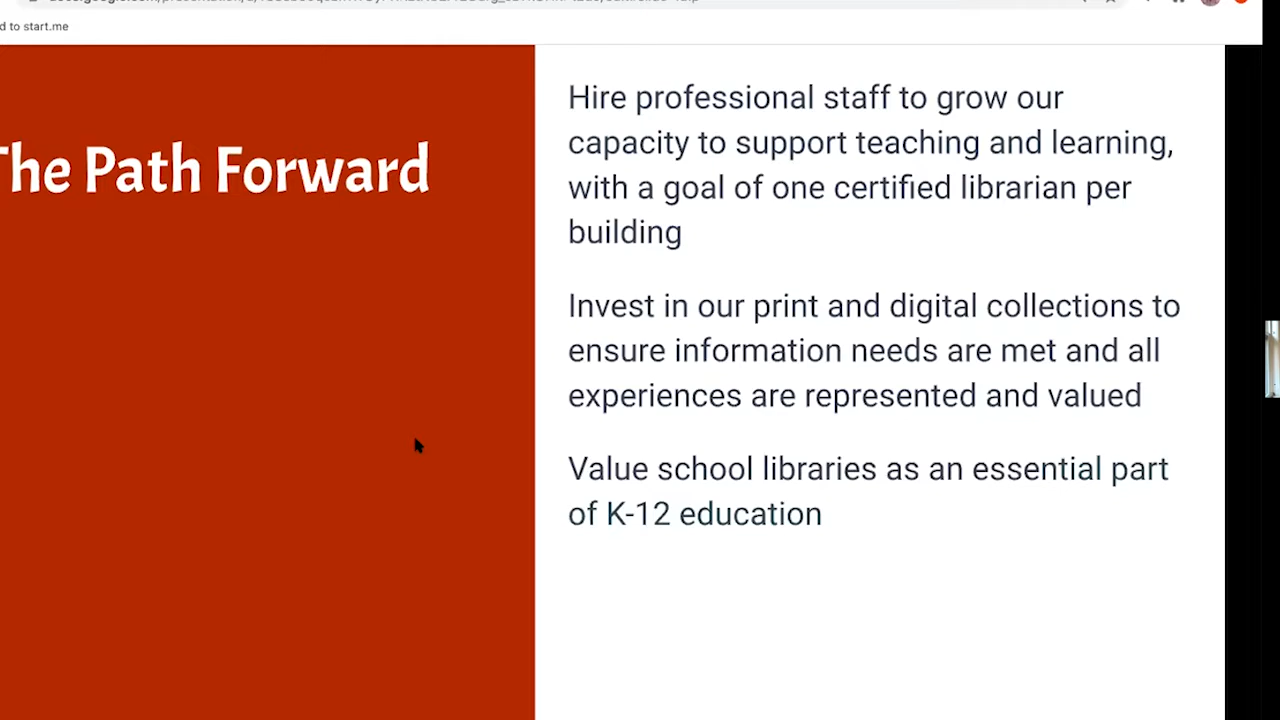 d to start.me
The Path Forward
Hire professional staff to grow our
capacity to support teaching and learning,
with a goal of one certified librarian per
building
Invest in our print and digital collections to
ensure information needs are met and all
experiences are represented and valued
Value school libraries as an essential part
of K-12 education